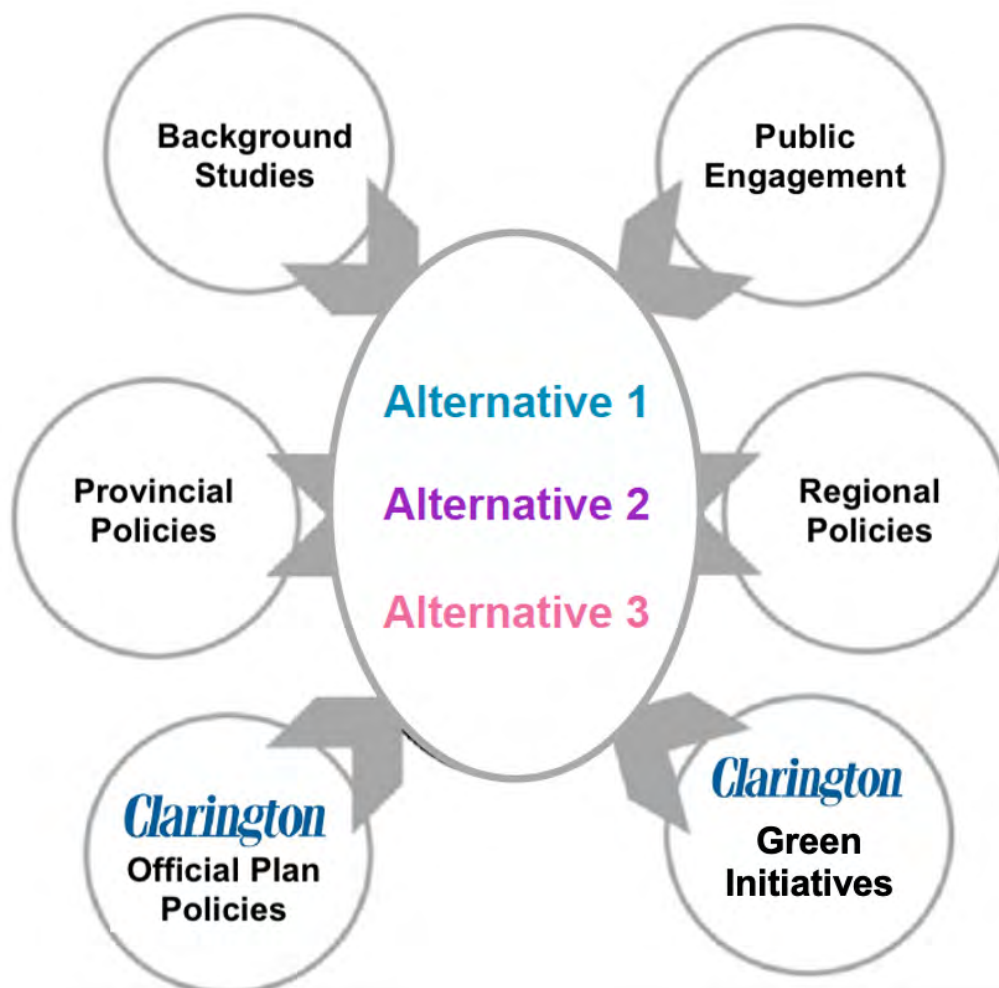 Background
Studies
Public
Engagement
Alternative 1
Alternative 2
Alternative 3
Provincial
Policies
Regional
Policies
Clarington
Official Plan
Policies
Clarington
Green
Initiatives